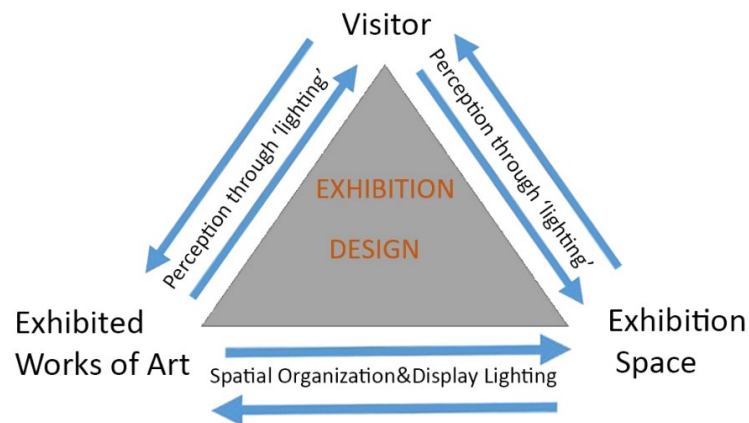 Visitor
Perception through ‘lighting’
Perception through ‘lighting’
EXHIBITION
DESIGN
Exhibited
Works of Art
Exhibition
Space
Spatial Organization&Display Lighting